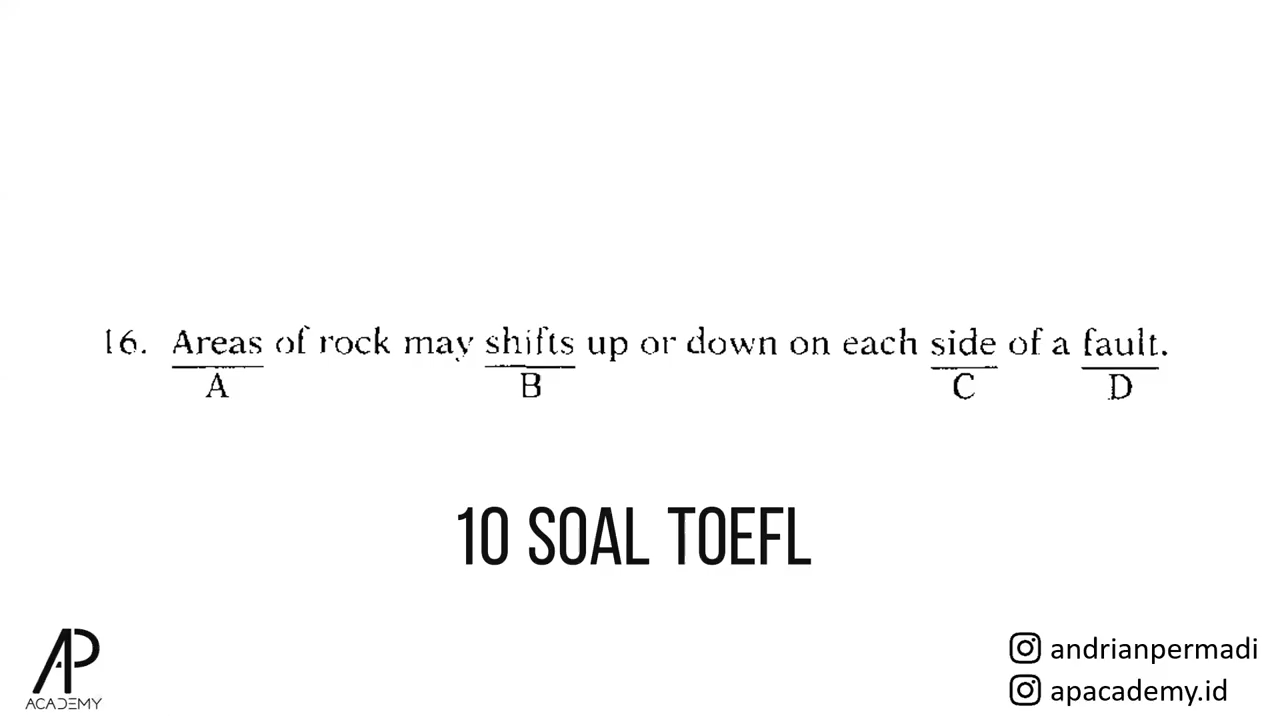 16. Areas of rock may shifts up or down on each side of a fault.
A B C D
10 SOAL TOEFL
AP
ACADEMY
andrianpermadi
apacademy.id